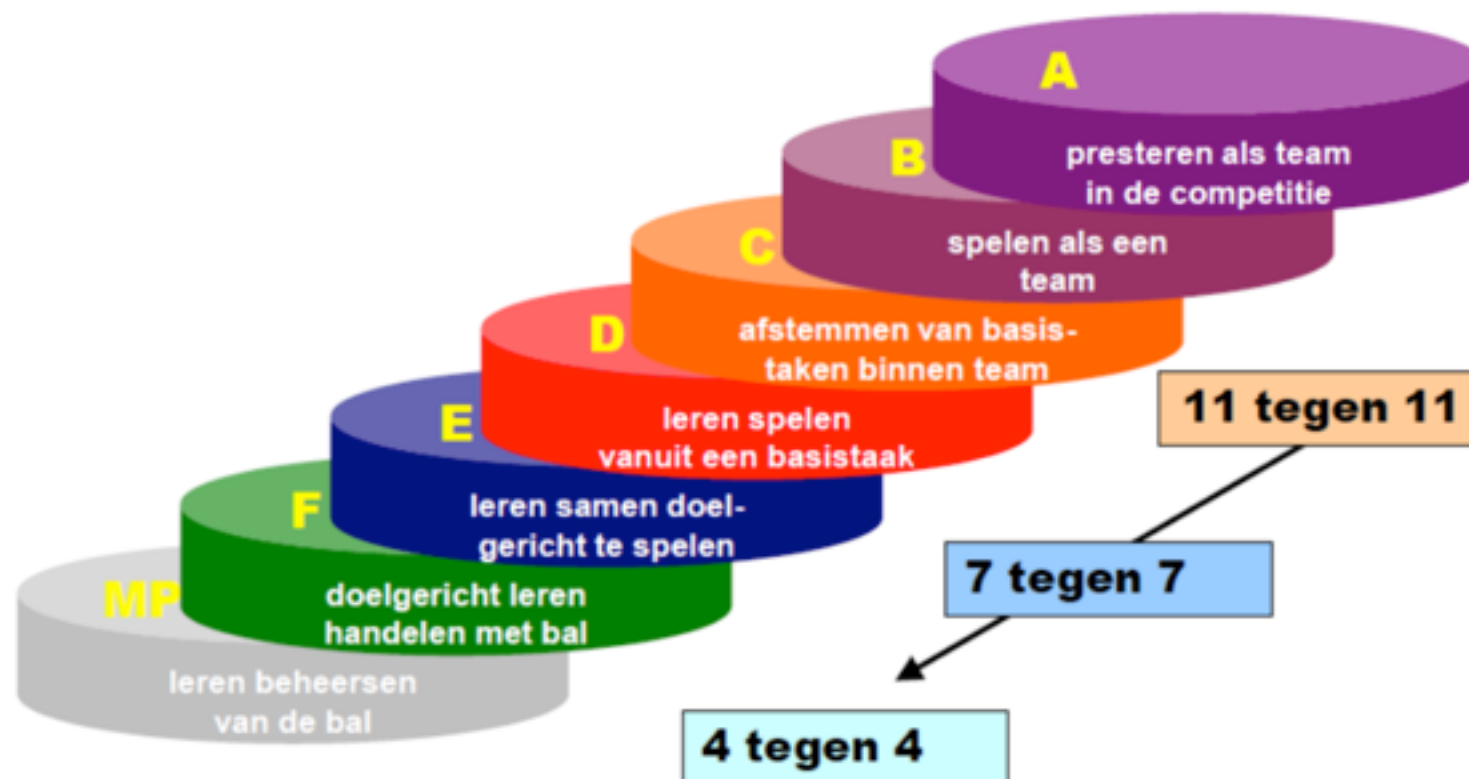 A
presteren als team
in de competitie
B
spelen als een
team
C
afstemmen van basis-
taken binnen team
D
leren spelen
vanuit een basistaak
E
leren samen doel-
gericht te spelen
F
doelgericht leren
handelen met bal
MP
leren beheersen
van de bal
11 tegen 11
7 tegen 7
4 tegen 4